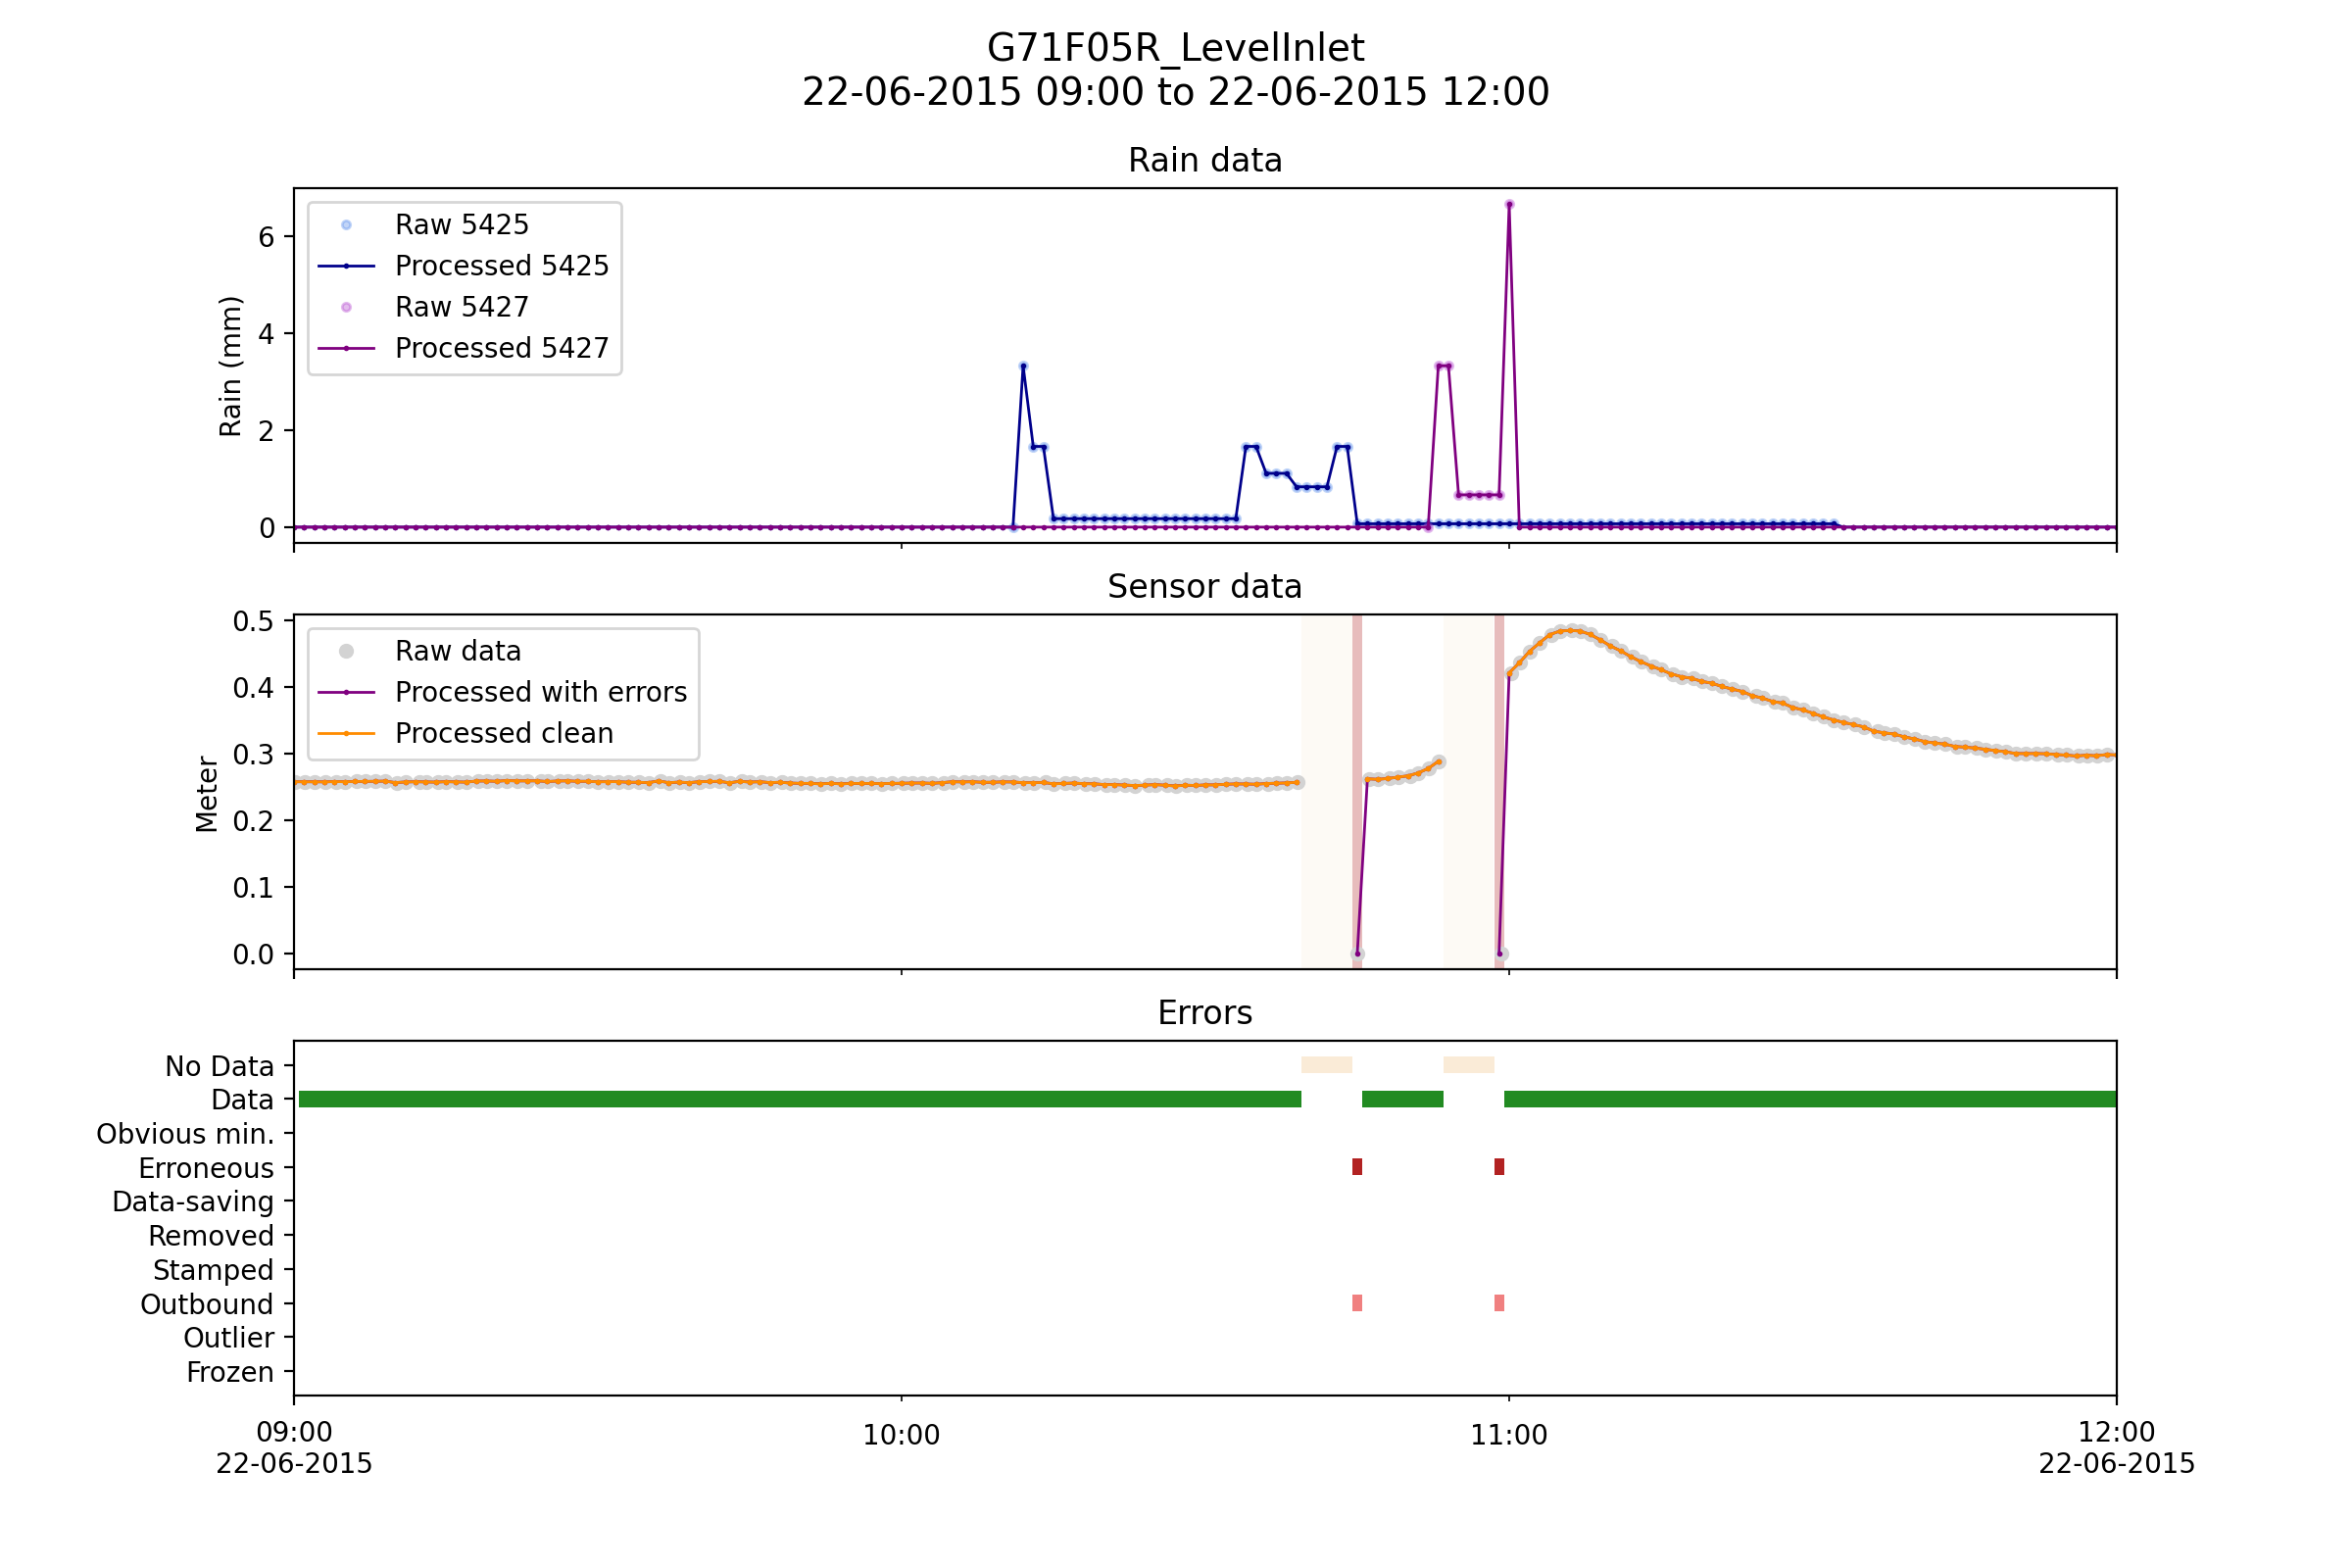 G71F05R_LevelInlet
22-06-2015 09:00 to 22-06-2015 12:00
Rain data
Rain (mm)
6
4
2
0
Raw 5425
Processed 5425
Raw 5427
Processed 5427
Sensor data
Meter
0.5
0.4
0.3
0.2
0.1
0.0
Raw data
Processed with errors
Processed clean
Errors
No Data
Data
Obvious min.
Erroneous
Data-saving
Removed
Stamped
Outbound
Outlier
Frozen
09:00 10:00 11:00 12:00
22-06-2015 22-06-2015